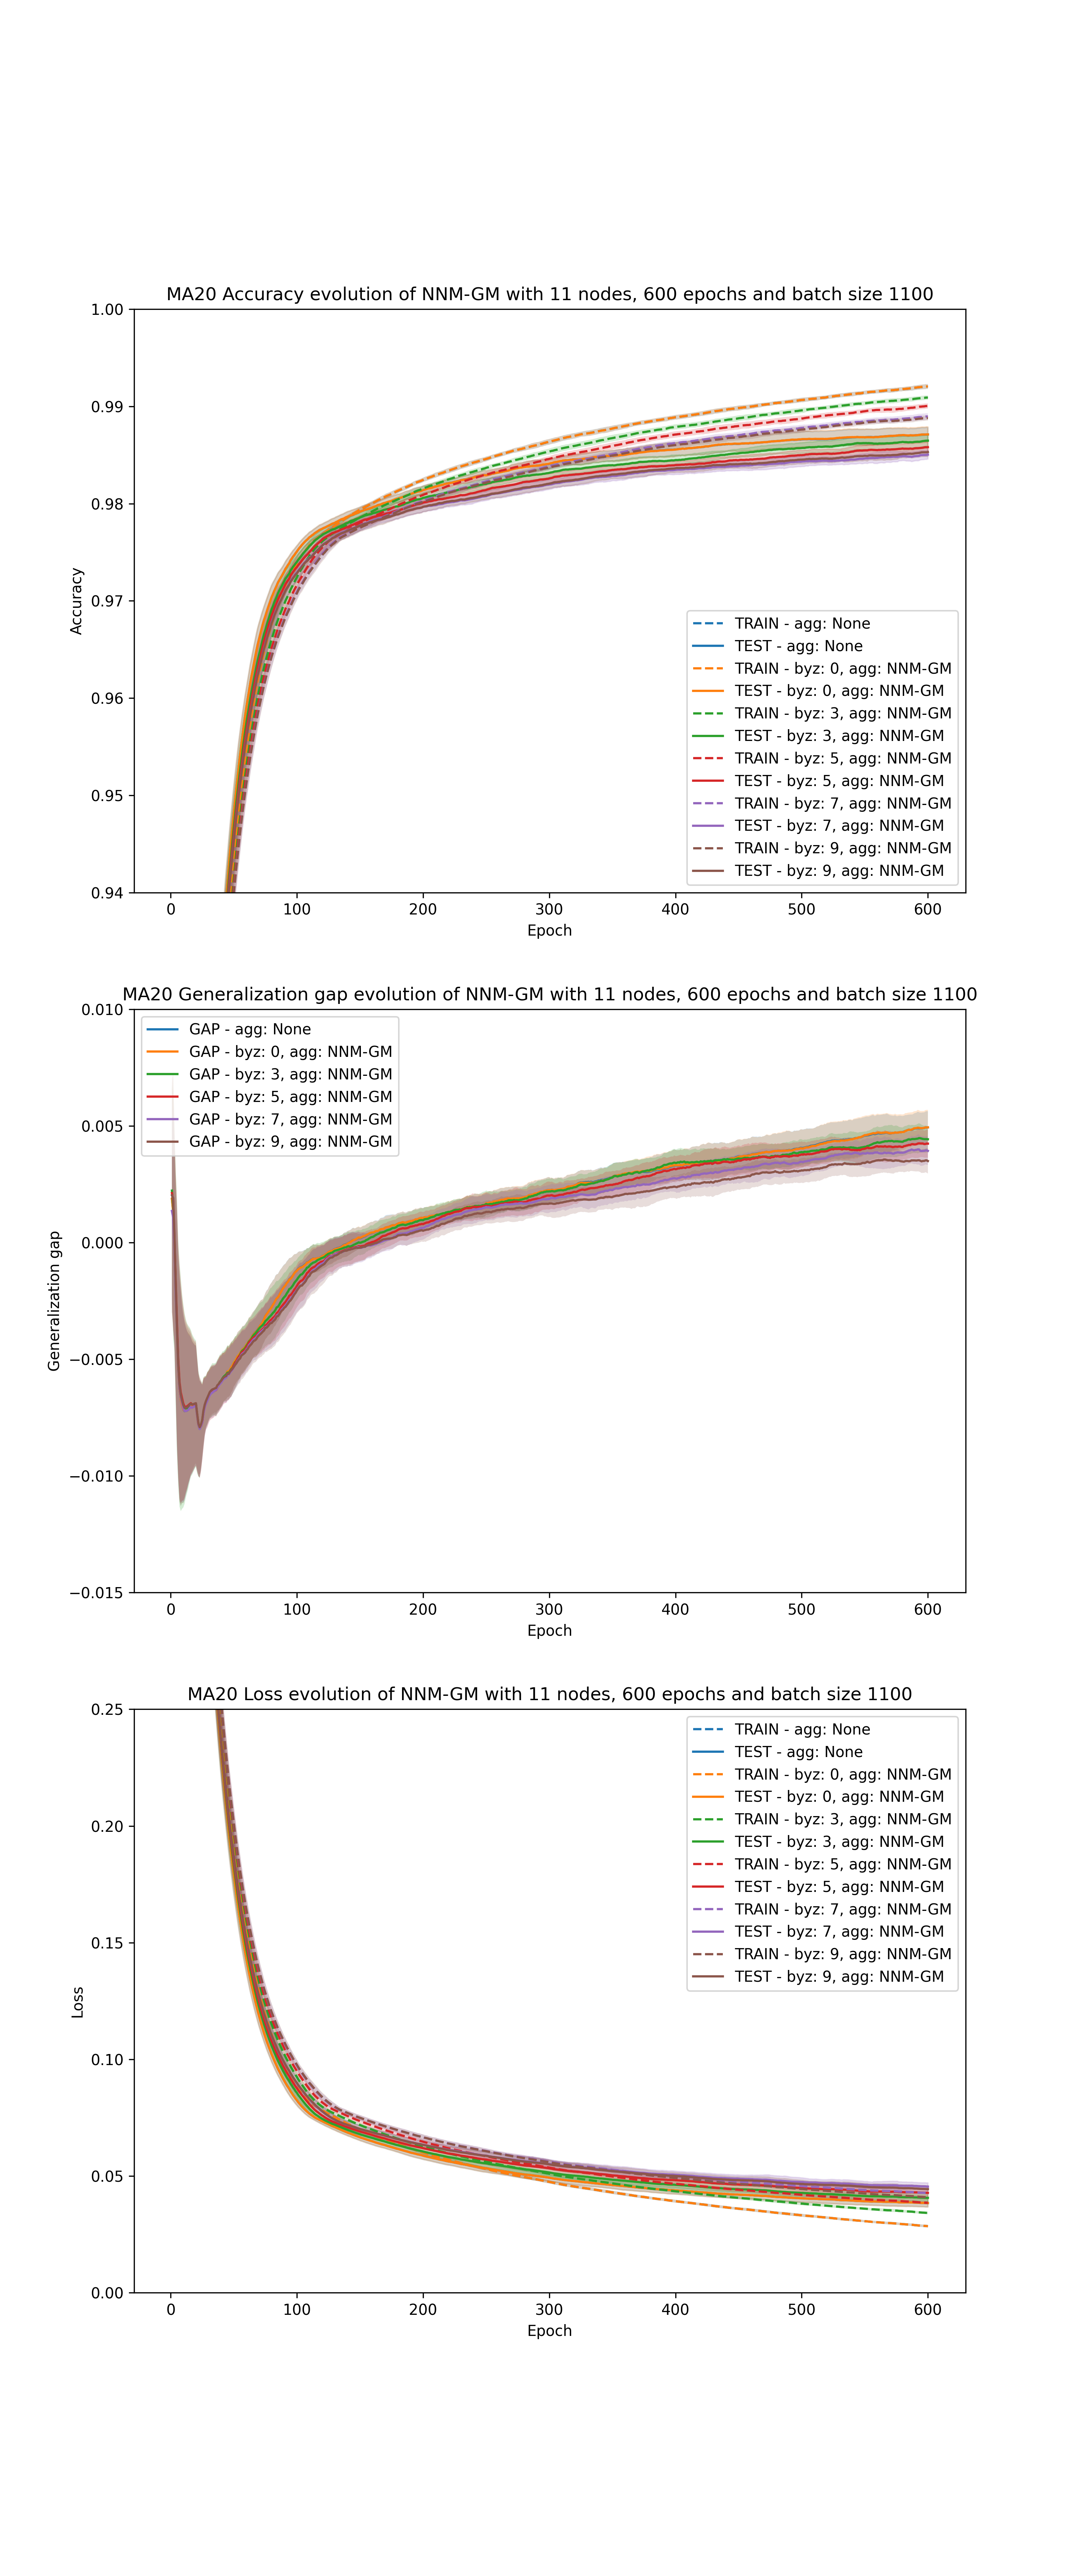 MA20 Accuracy evolution of NNM-GM with 11 nodes, 600 epochs and batch size 1100
1.00
0.99
0.98
0.97
0.96
0.95
0.94
Accuracy
TRAIN - agg: None
TEST - agg: None
TRAIN - byz: 0, agg: NNM-GM
TEST - byz: 0, agg: NNM-GM
TRAIN - byz: 3, agg: NNM-GM
TEST - byz: 3, agg: NNM-GM
TRAIN - byz: 5, agg: NNM-GM
TEST - byz: 5, agg: NNM-GM
TRAIN - byz: 7, agg: NNM-GM
TEST - byz: 7, agg: NNM-GM
TRAIN - byz: 9, agg: NNM-GM
TEST - byz: 9, agg: NNM-GM
0 100 200 300 400 500 600
Epoch
MA20 Generalization gap evolution of NNM-GM with 11 nodes, 600 epochs and batch size 1100
0.010
0.005
0.000
−0.005
−0.010
−0.015
Generalization gap
GAP - agg: None
GAP - byz: 0, agg: NNM-GM
GAP - byz: 3, agg: NNM-GM
GAP - byz: 5, agg: NNM-GM
GAP - byz: 7, agg: NNM-GM
GAP - byz: 9, agg: NNM-GM
0 100 200 300 400 500 600
Epoch
MA20 Loss evolution of NNM-GM with 11 nodes, 600 epochs and batch size 1100
0.25
0.20
0.15
0.10
0.05
0.00
Loss
TRAIN - agg: None
TEST - agg: None
TRAIN - byz: 0, agg: NNM-GM
TEST - byz: 0, agg: NNM-GM
TRAIN - byz: 3, agg: NNM-GM
TEST - byz: 3, agg: NNM-GM
TRAIN - byz: 5, agg: NNM-GM
TEST - byz: 5, agg: NNM-GM
TRAIN - byz: 7, agg: NNM-GM
TEST - byz: 7, agg: NNM-GM
TRAIN - byz: 9, agg: NNM-GM
TEST - byz: 9, agg: NNM-GM
0 100 200 300 400 500 600
Epoch